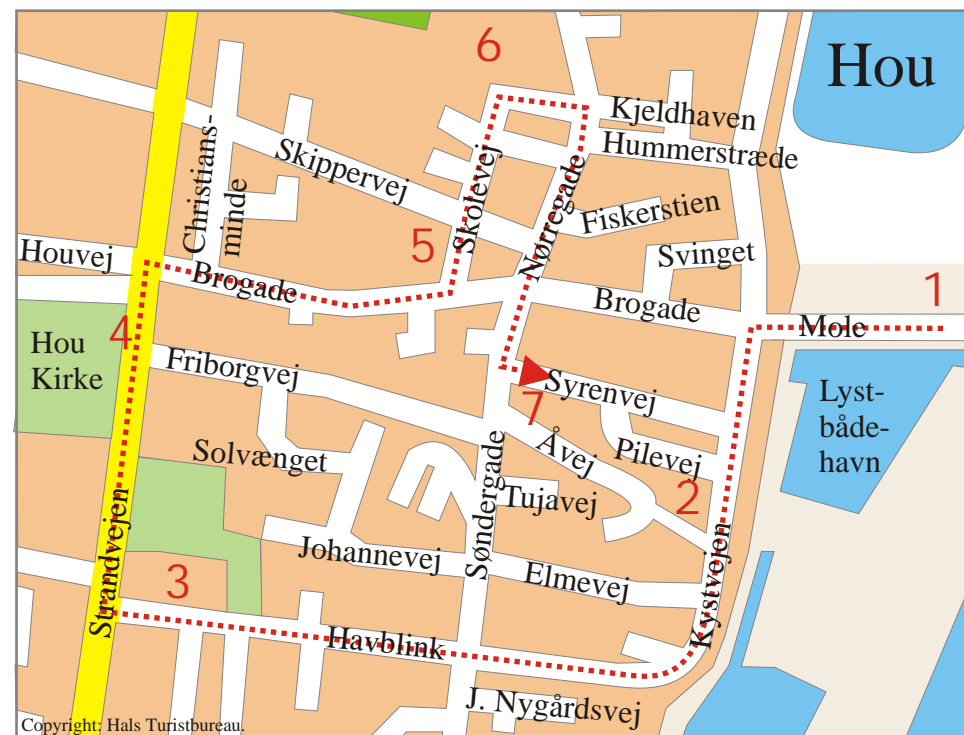 Hou
6
Kjeldhaven
Hummerstræde
Christians-
minde
Skippervej
Skolevej
Nørregade
Fiskerstien
5
Svinget
Houvej
Brogade
Brogade
1
Mole
4
Hou
Kirke
Friborgvej
Syrenvej
7
Lyst-
både-
havn
Åvej
Pilevej
Solvænget
2
Tujavej
Søndergade
Strandvejen
Johannevej
Elmevej
Kystvejen
3
Havblink
J. Nygårdsvej
Copyright: Hals Turistbureau.